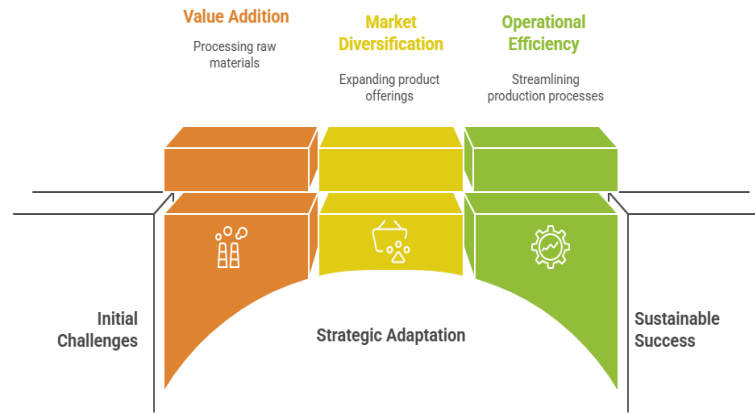 Value Addition
Processing raw
materials
Market
Diversification
Expanding product
offerings
Operational
Efficiency
Streamlining
production processes
Initial
Challenges
Strategic Adaptation
Sustainable
Success